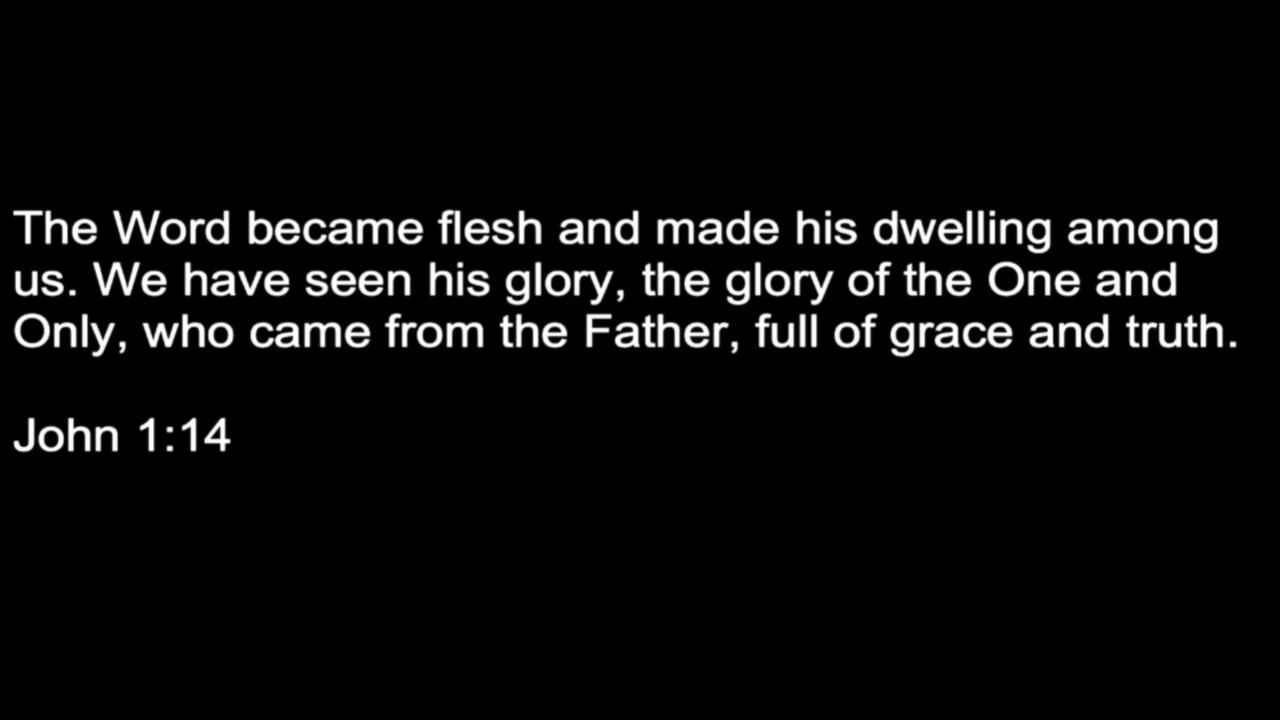 The Word became flesh and made his dwelling among
us. We have seen his glory, the glory of the One and
Only, who came from the Father, full of grace and truth.
John 1:14